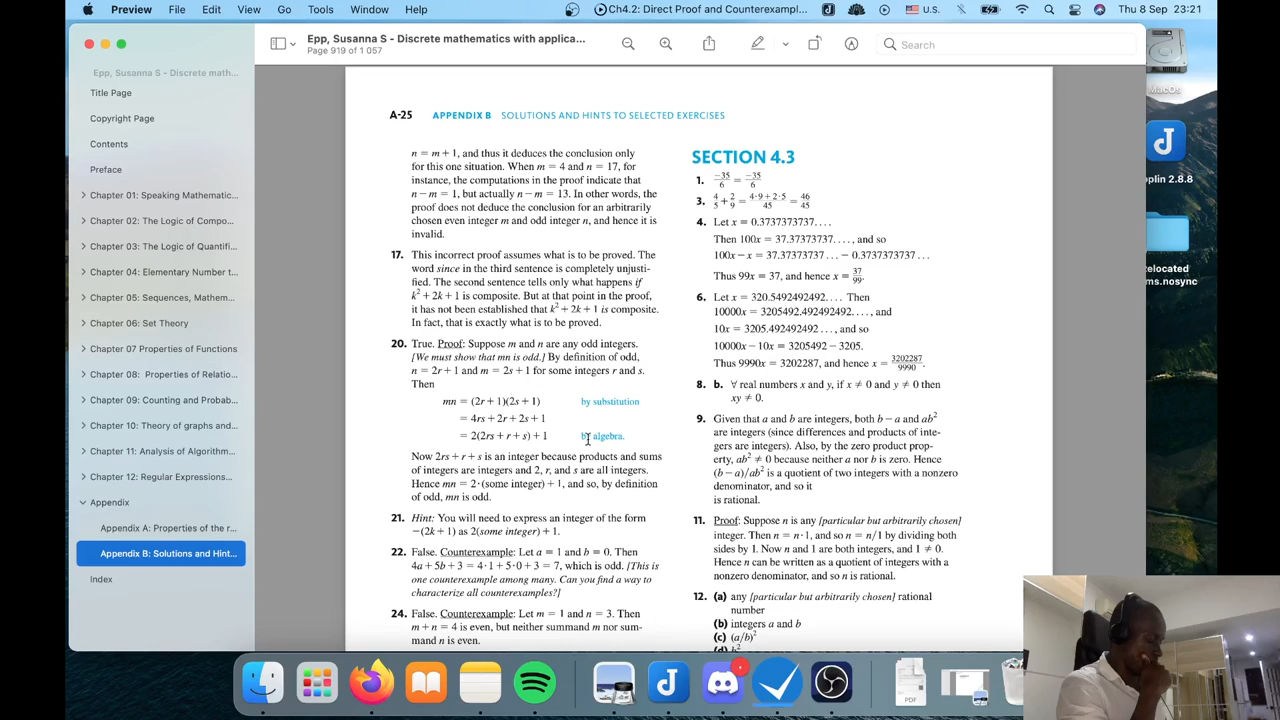 Preview File Edit View Go Tools Window Help
Ch4.2: Direct Proof and Counterexampl...
U.S.
Thu 8 Sep 23:21
Epp, Susanna S - Discrete mathematics with applica...
Page 919 of 1 057
Search
Epp, Susanna S - Discrete math...
Title Page
Copyright Page
Contents
Preface
Chapter 01: Speaking Mathematic...
Chapter 02: The Logic of Compo...
Chapter 03: The Logic of Quantifi...
Chapter 04: Elementary Number t...
Chapter 05: Sequences, Mathem...
Chapter 06: Set Theory
Chapter 07 Properties of Functions
Chapter 08: Properties of Relatio...
Chapter 09: Counting and Probab...
Chapter 10: Theory of graphs and...
Chapter 11: Analysis of Algorithm...
Chapter 12: Regular Expressions...
Appendix
Appendix A: Properties of the r...
Appendix B: Solutions and Hint...
Index
A-25 APPENDIX B SOLUTIONS AND HINTS TO SELECTED EXERCISES
n = m + 1, and thus it deduces the conclusion only
for this one situation. When m = 4 and n = 17, for
instance, the computations in the proof indicate that
n − m = 1, but actually n − m = 13. In other words, the
proof does not deduce the conclusion for an arbitrarily
chosen even integer m and odd integer n, and hence it is
invalid.
17. This incorrect proof assumes what is to be proved. The
word since in the third sentence is completely unjusti-
fied. The second sentence tells only what happens if
k² + 2k + 1 is composite. But at that point in the proof,
it has not been established that k² + 2k + 1 is composite.
In fact, that is exactly what is to be proved.
20. True. Proof: Suppose m and n are any odd integers.
[We must show that mn is odd.] By definition of odd,
n = 2r + 1 and m = 2s + 1 for some integers r and s.
Then
mn = (2r + 1)(2s + 1) by substitution
= 4rs + 2r + 2s + 1
= 2(2rs + r + s) + 1 by algebra.
Now 2rs + r + s is an integer because products and sums
of integers are integers and 2, r, and s are all integers.
Hence mn = 2·(some integer) + 1, and so, by definition
of odd, mn is odd.
21. Hint: You will need to express an integer of the form
−(2k + 1) as 2(some integer) + 1.
22. False. Counterexample: Let a = 1 and b = 0. Then
4a + 5b + 3 = 4·1 + 5·0 + 3 = 7, which is odd. [This is
one counterexample among many. Can you find a way to
characterize all counterexamples?]
24. False. Counterexample: Let m = 1 and n = 3. Then
m + n = 4 is even, but neither summand m nor sum-
mand n is even.
SECTION 4.3
1. −35/6 = −35/6
3. 4/5 + 2/9 = 4·9 + 2·5/45 = 46/45
4. Let x = 0.3737373737....
Then 100x = 37.37373737...., and so
100x − x = 37.37373737... − 0.3737373737...
Thus 99x = 37, and hence x = 37/99.
6. Let x = 320.5492492492.... Then
10000x = 3205492.492492492..., and
10x = 3205.492492492..., and so
10000x − 10x = 3205492 − 3205.
Thus 9990x = 3202287, and hence x = 3202287/9990.
8. b. ∀ real numbers x and y, if x ≠ 0 and y ≠ 0 then
xy ≠ 0.
9. Given that a and b are integers, both b − a and ab²
are integers (since differences and products of inte-
gers are integers). Also, by the zero product prop-
erty, ab² ≠ 0 because neither a nor b is zero. Hence
(b − a)/ab² is a quotient of two integers with a nonzero
denominator, and so it
is rational.
11. Proof: Suppose n is any [particular but arbitrarily chosen]
integer. Then n = n·1, and so n = n/1 by dividing both
sides by 1. Now n and 1 are both integers, and 1 ≠ 0.
Hence n can be written as a quotient of integers with a
nonzero denominator, and so n is rational.
12. (a) any [particular but arbitrarily chosen] rational
number
(b) integers a and b
(c) (a/b)²
MacOs
oplin 2.8.8
elocated
ms.nosync
PDF